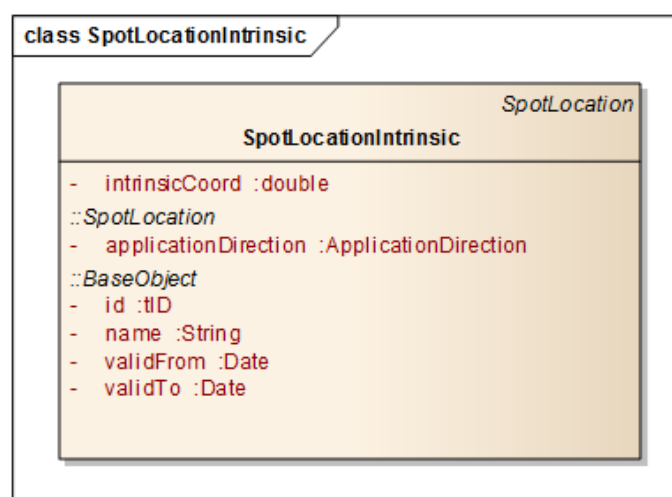 class SpotLocationIntrinsic
SpotLocation
SpotLocationIntrinsic
- intrinsicCoord :double
::SpotLocation
- applicationDirection :ApplicationDirection
::BaseObject
- id :tID
- name :String
- validFrom :Date
- validTo :Date